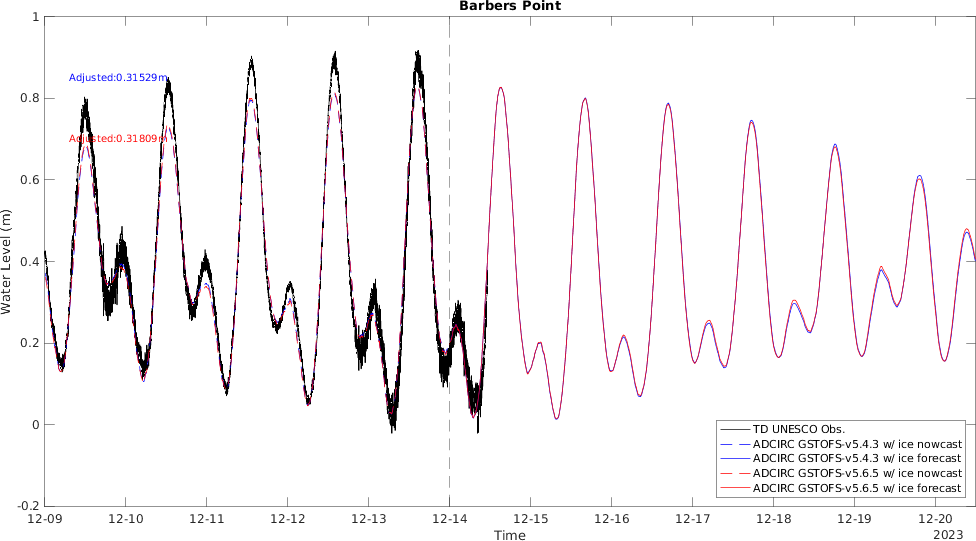 Barbers Point
1
0.8
0.6
0.4
0.2
0
-0.2
Water Level (m)
Adjusted:0.31529m
Adjusted:0.31809m
TD UNESCO Obs.
ADCIRC GSTOFS-v5.4.3 w/ ice nowcast
ADCIRC GSTOFS-v5.4.3 w/ ice forecast
ADCIRC GSTOFS-v5.6.5 w/ ice nowcast
ADCIRC GSTOFS-v5.6.5 w/ ice forecast
12-09 12-10 12-11 12-12 12-13 12-14 12-15 12-16 12-17 12-18 12-19 12-20
Time
2023